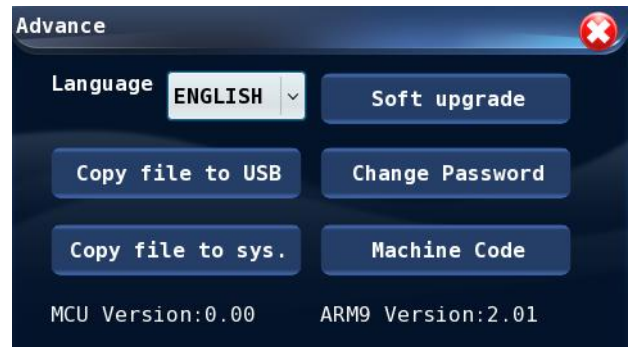 Advance
Language ENGLISH Soft upgrade
Copy file to USB Change Password
Copy file to sys. Machine Code
MCU Version:0.00 ARM9 Version:2.01